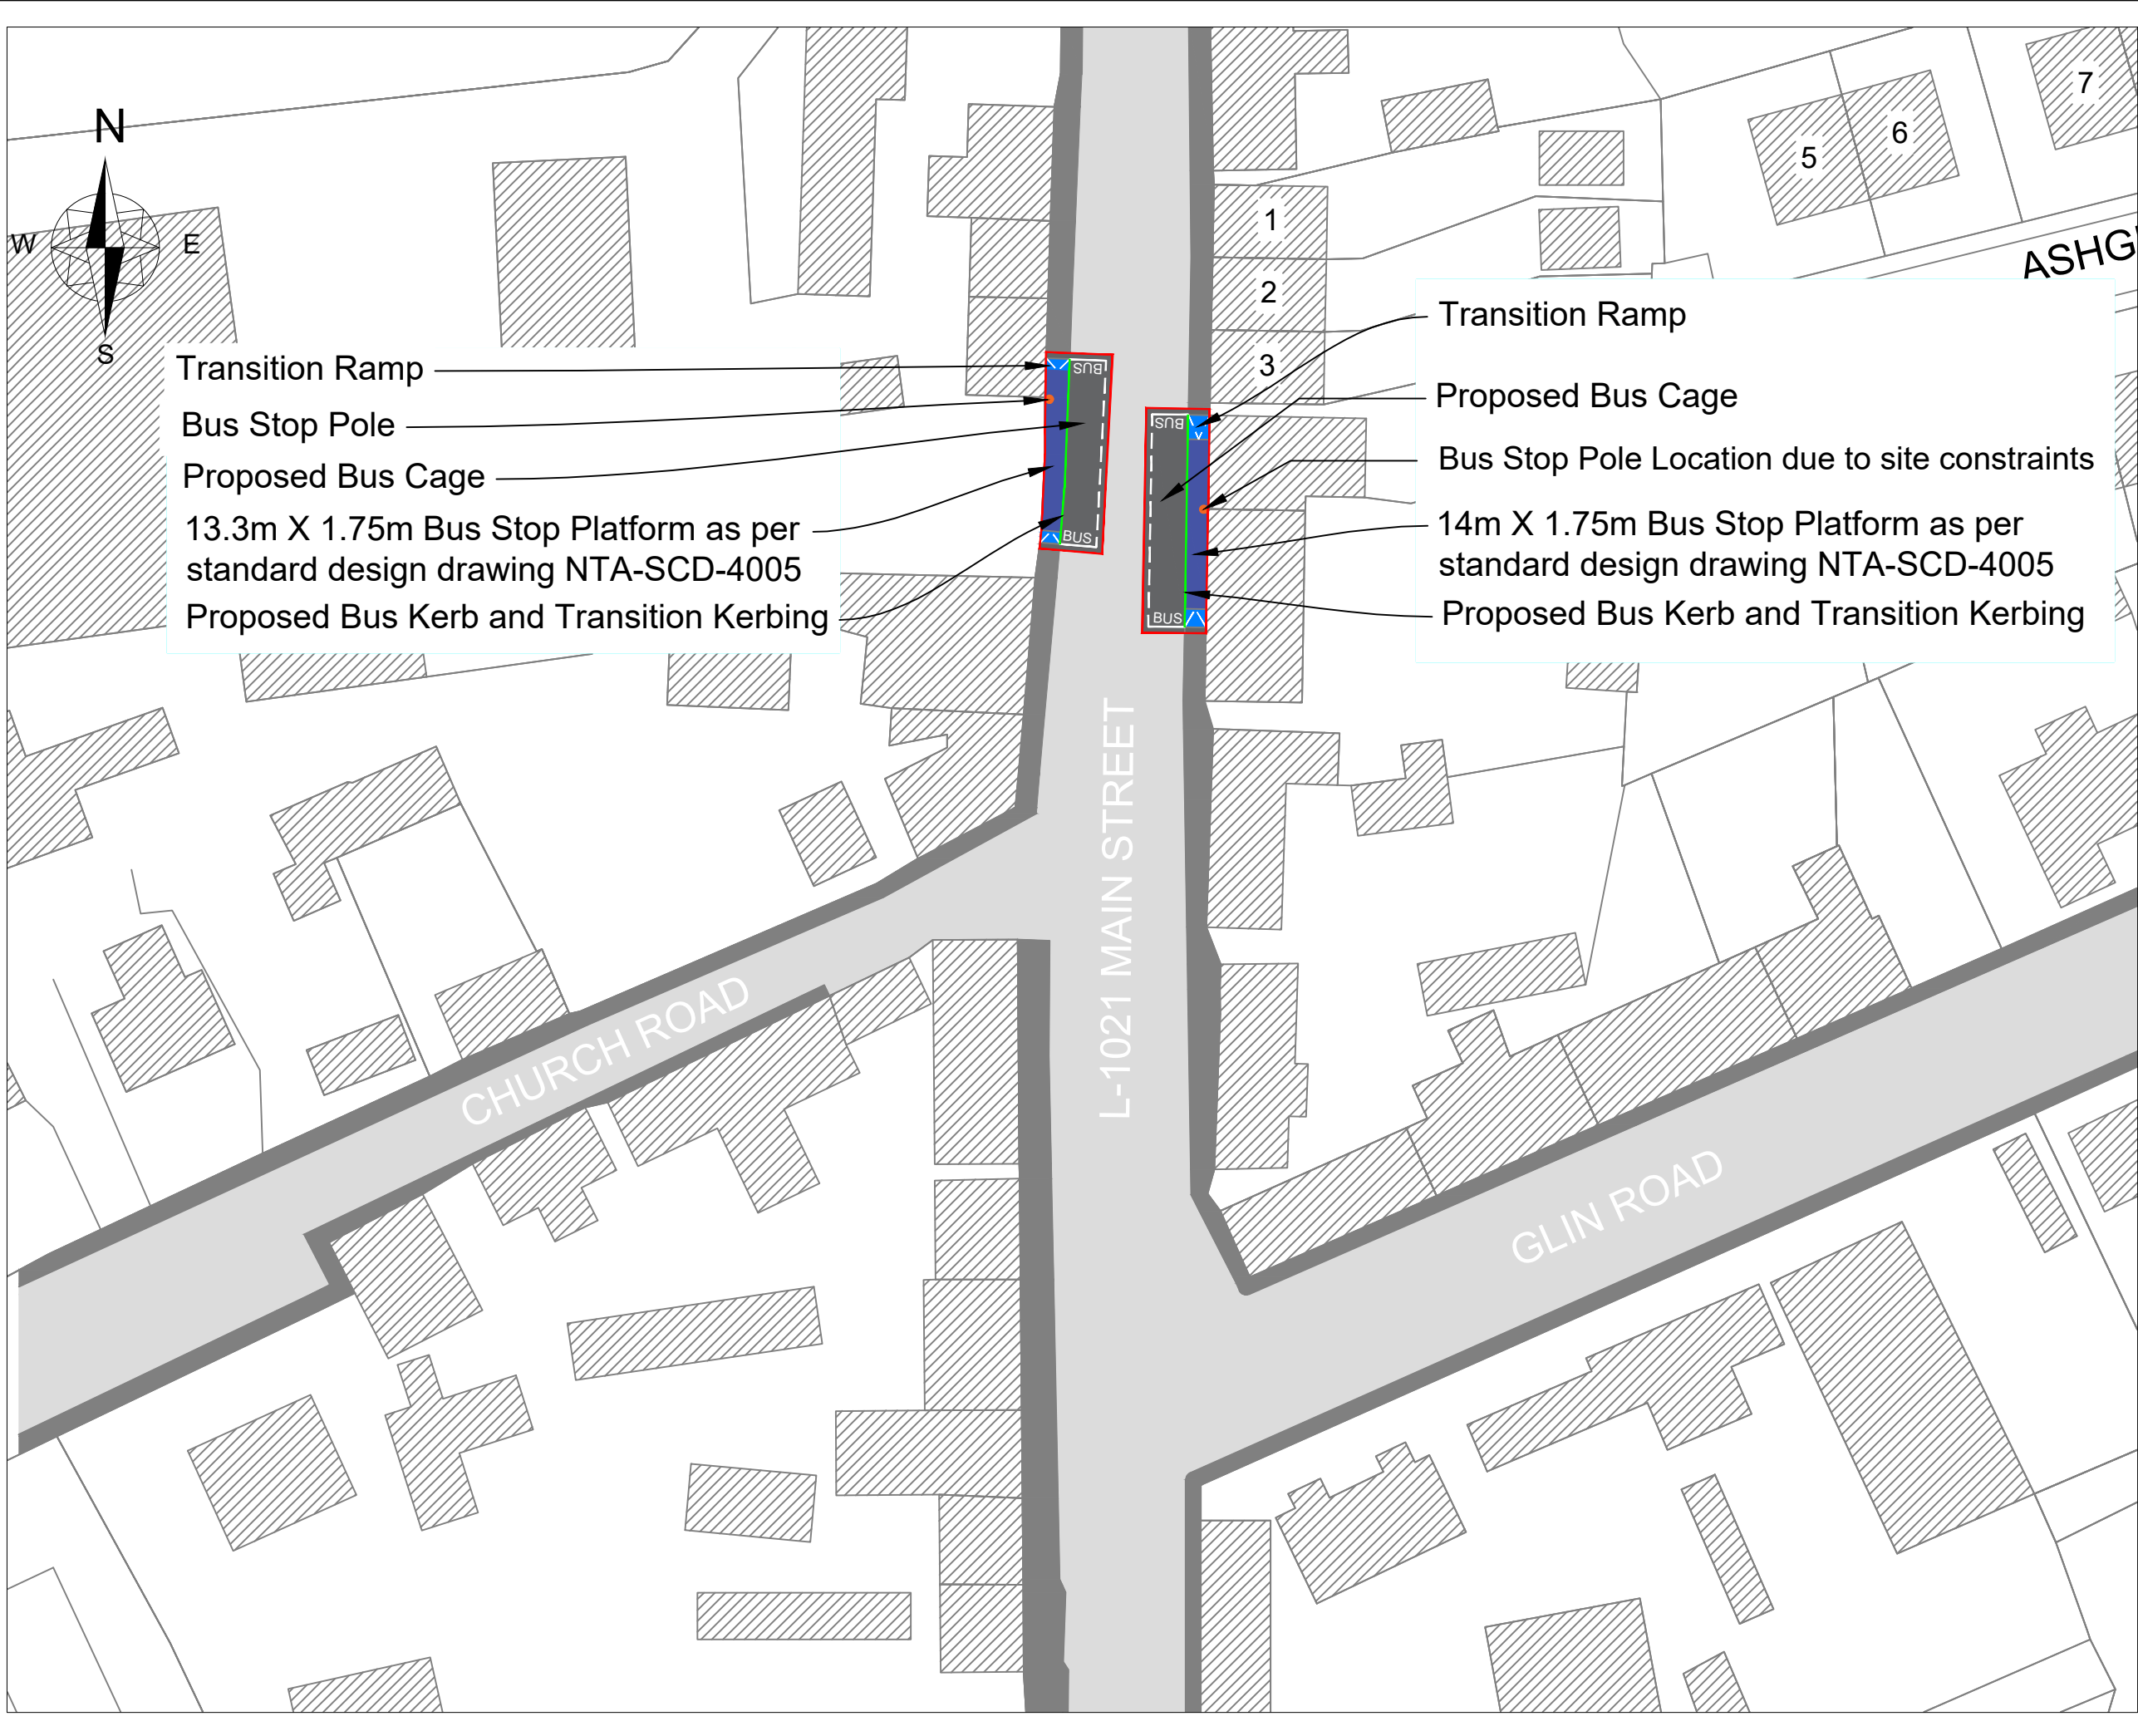 N
W
E
S
7
6
5
ASHG
1
2
3
Transition Ramp
Bus Stop Pole
Proposed Bus Cage
13.3m X 1.75m Bus Stop Platform as per
standard design drawing NTA-SCD-4005
Proposed Bus Kerb and Transition Kerbing
BUS
BUS
BUS
BUS
Transition Ramp
Proposed Bus Cage
Bus Stop Pole Location due to site constraints
14m X 1.75m Bus Stop Platform as per
standard design drawing NTA-SCD-4005
Proposed Bus Kerb and Transition Kerbing
L-1021 MAIN STREET
CHURCH ROAD
GLIN ROAD